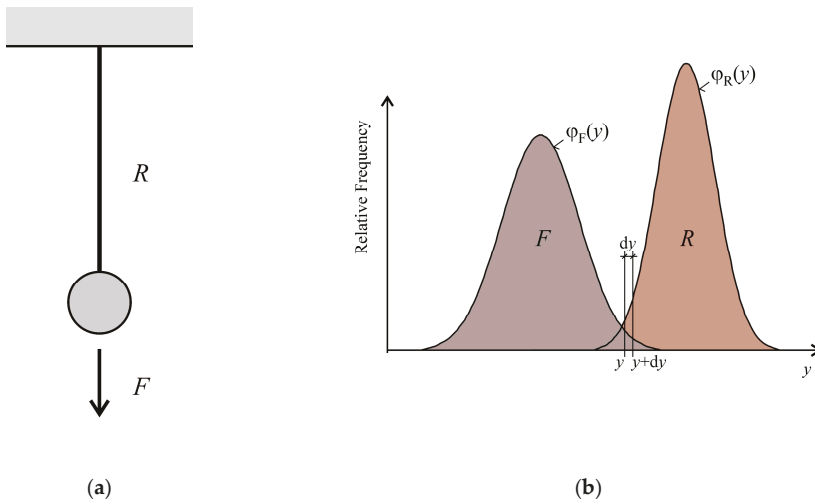 R
F
(a)
Relative Frequency
φF(y)
φR(y)
F
R
dy
y y+dy
y
(b)